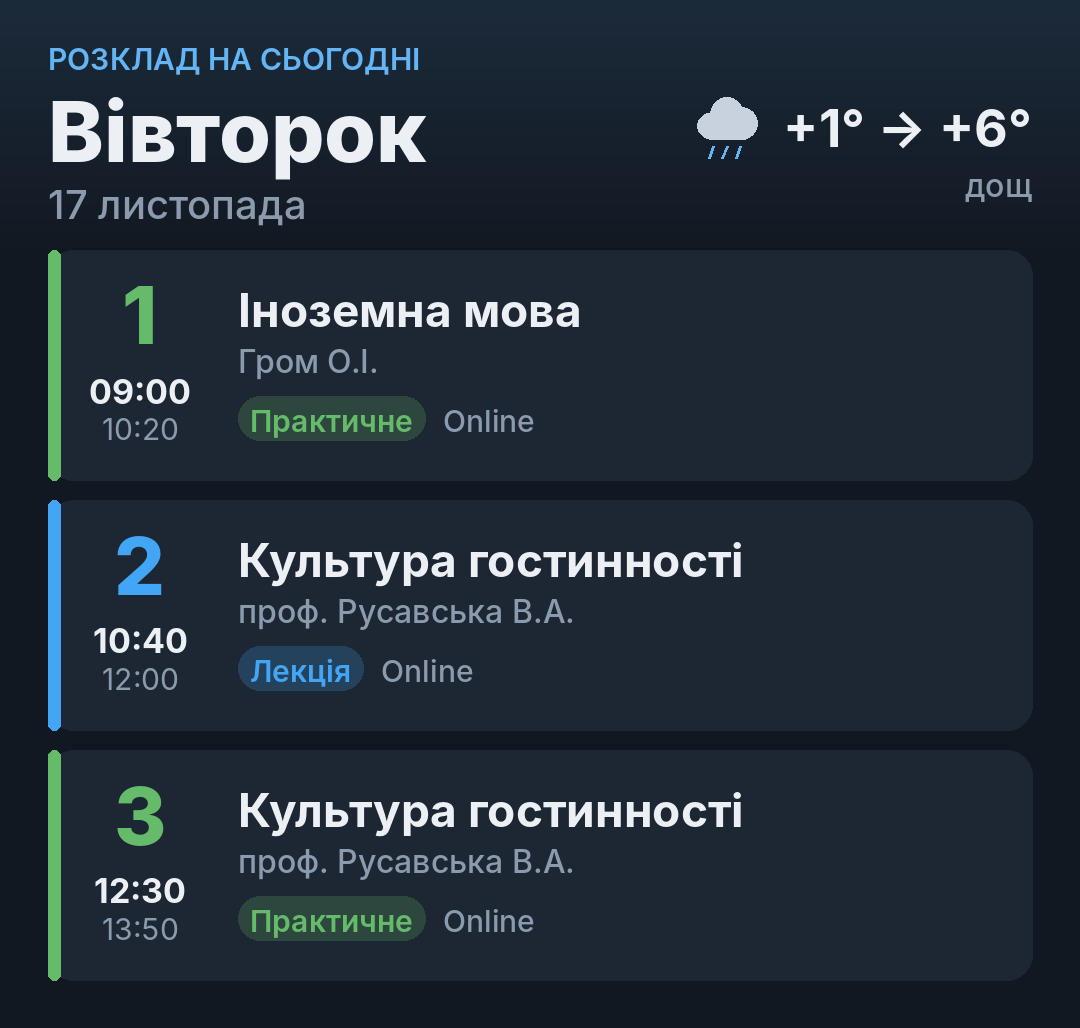 РОЗКЛАД НА СЬОГОДНІ
Вівторок
17 листопада
+1° → +6°
дощ
1
09:00
10:20
Іноземна мова
Гром О.І.
Практичне Online
2
10:40
12:00
Культура гостинності
проф. Русавська В.А.
Лекція Online
3
12:30
13:50
Культура гостинності
проф. Русавська В.А.
Практичне Online